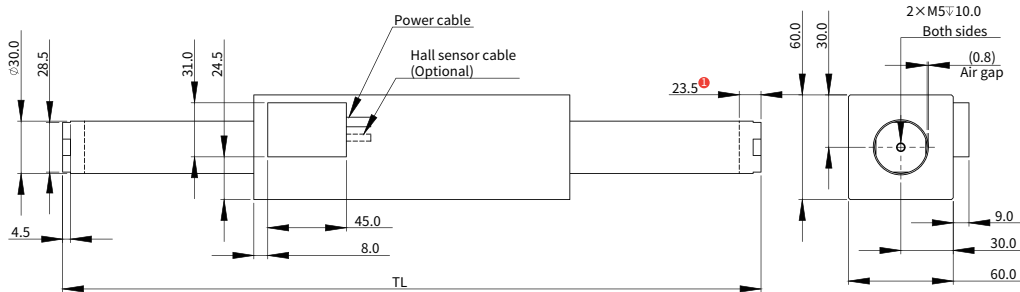 Power cable
Hall sensor cable
(Optional)
∅30.0
28.5
31.0
24.5
23.5❶
4.5
45.0
8.0
TL
60.0
30.0
2×M5↧10.0
Both sides
(0.8)
Air gap
9.0
30.0
60.0